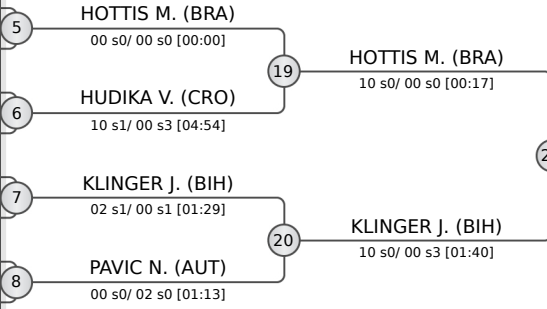 HOTTIS M. (BRA)
5
00 s0/ 00 s0 [00:00]
19
HOTTIS M. (BRA)
10 s0/ 00 s0 [00:17]
HUDIKA V. (CRO)
6
10 s1/ 00 s3 [04:54]
KLINGER J. (BIH)
7
02 s1/ 00 s1 [01:29]
20
KLINGER J. (BIH)
10 s0/ 00 s3 [01:40]
PAVIC N. (AUT)
8
00 s0/ 02 s0 [01:13]